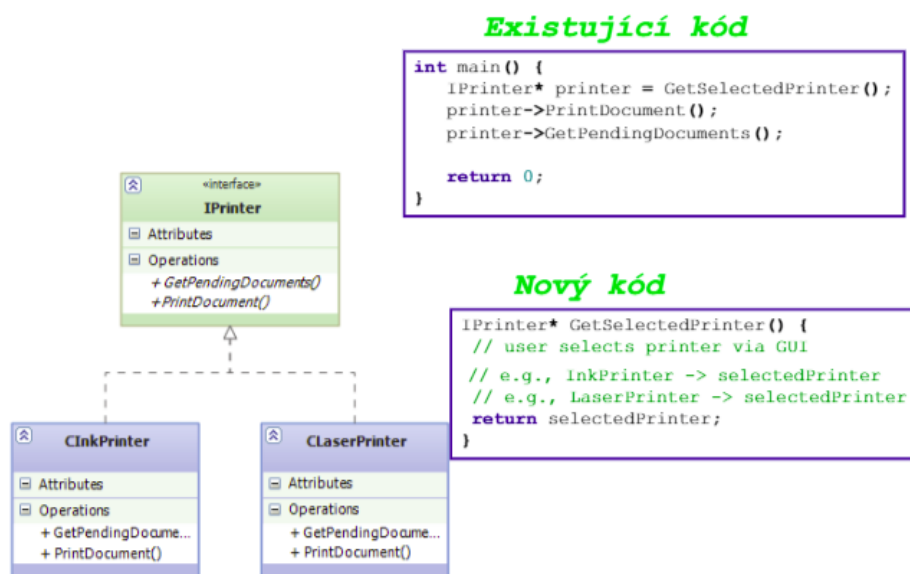 Existující kód
int main() {
IPrinter* printer = GetSelectedPrinter();
printer->PrintDocument();
printer->GetPendingDocuments();
return 0;
}
«interface»
IPrinter
Attributes
Operations
+ GetPendingDocuments()
+PrintDocument()
Nový kód
IPrinter* GetSelectedPrinter() {
// user selects printer via GUI
// e.g., InkPrinter -> selectedPrinter
// e.g., LaserPrinter -> selectedPrinter
return selectedPrinter;
}
CInkPrinter
Attributes
Operations
+ GetPendingDocume...
+ PrintDocument()
CLaserPrinter
Attributes
Operations
+ GetPendingDocume...
+ PrintDocument()